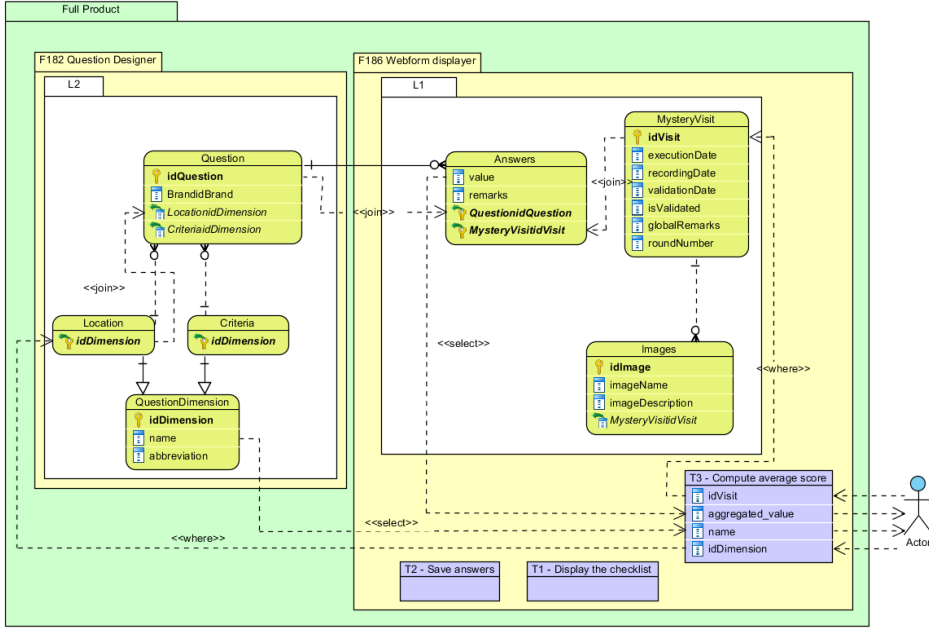 Full Product
F182 Question Designer
L2
Question
idQuestion
BrandidBrand
LocationidDimension
CriteriaidDimension
<<join>>
Location
idDimension
Criteria
idDimension
QuestionDimension
idDimension
name
abbreviation
F186 Webform displayer
L1
Answers
value
remarks
QuestionidQuestion
MysteryVisitidVisit
<<join>>
<<join>>
MysteryVisit
idVisit
executionDate
recordingDate
validationDate
isValidated
globalRemarks
roundNumber
<<select>>
Images
idImage
imageName
imageDescription
MysteryVisitidVisit
<<where>>
T3 - Compute average score
idVisit
aggregated_value
name
idDimension
<<select>>
<<where>>
T2 - Save answers
T1 - Display the checklist
Actor